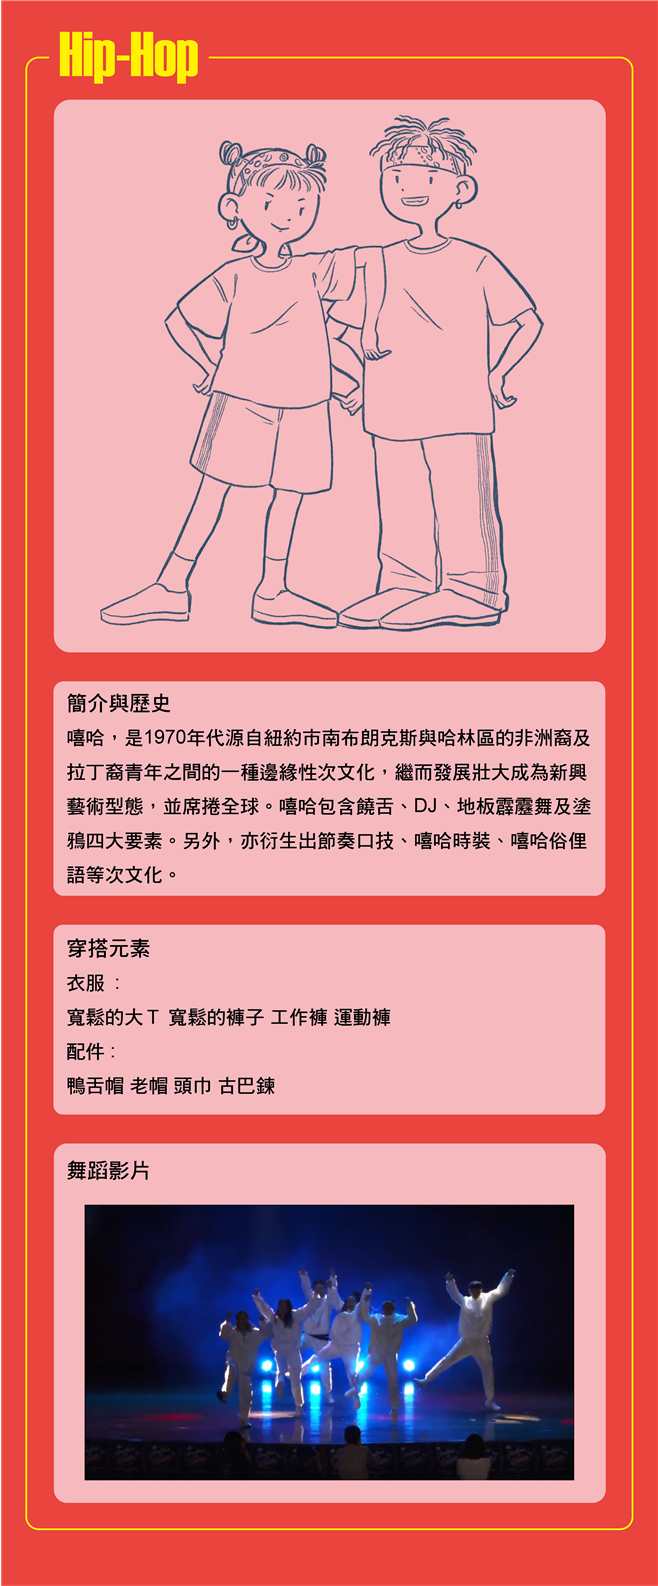 Hip-Hop
簡介與歷史
嘻哈，是1970年代源自紐約市南布朗克斯與哈林區的非洲裔及
拉丁裔青年之間的一種邊緣性次文化，繼而發展壯大成為新興
藝術型態，並席捲全球。嘻哈包含饒舌、DJ、地板霹靂舞及塗
鴉四大要素。另外，亦衍生出節奏口技、嘻哈時裝、嘻哈俗俚
語等次文化。
穿搭元素
衣服 :
寬鬆的大T 寬鬆的褲子 工作褲 運動褲
配件 :
鴨舌帽 老帽 頭巾 古巴鍊
舞蹈影片